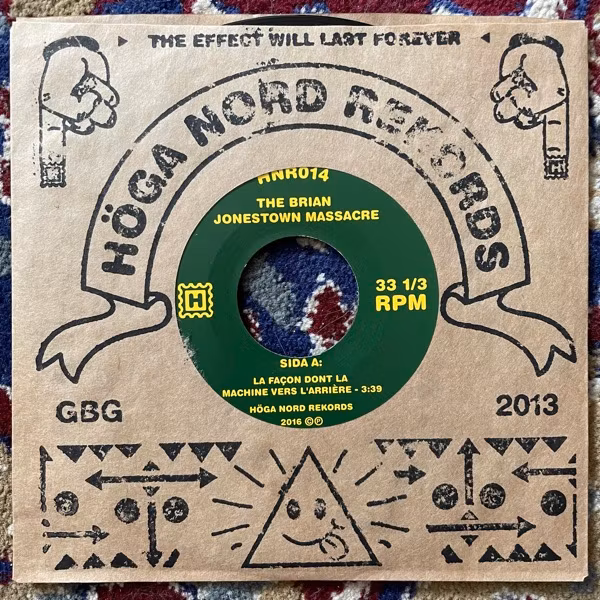 THE EFFECT WILL LAST FOREVER
HÖGA NORD REKORDS
HNR014
THE BRIAN
JONESTOWN MASSACRE
H
33 1/3
RPM
SIDA A:
LA FAÇON DONT LA
MACHINE VERS L'ARRIÈRE - 3:39
HÖGA NORD REKORDS
2016 ©℗
GBG
2013